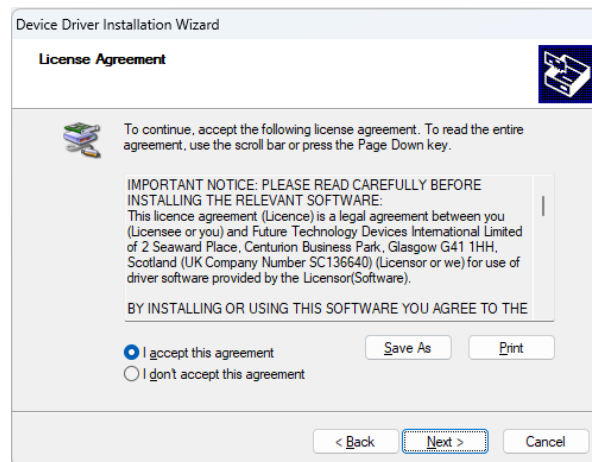 Device Driver Installation Wizard
License Agreement
To continue, accept the following license agreement. To read the entire
agreement, use the scroll bar or press the Page Down key.
IMPORTANT NOTICE: PLEASE READ CAREFULLY BEFORE
INSTALLING THE RELEVANT SOFTWARE:
This licence agreement (Licence) is a legal agreement between you
(Licensee or you) and Future Technology Devices International Limited
of 2 Seaward Place, Centurion Business Park, Glasgow G41 1HH,
Scotland (UK Company Number SC136640) (Licensor or we) for use of
driver software provided by the Licensor(Software).
BY INSTALLING OR USING THIS SOFTWARE YOU AGREE TO THE
I accept this agreement
Save As
Print
I don't accept this agreement
< Back
Next >
Cancel